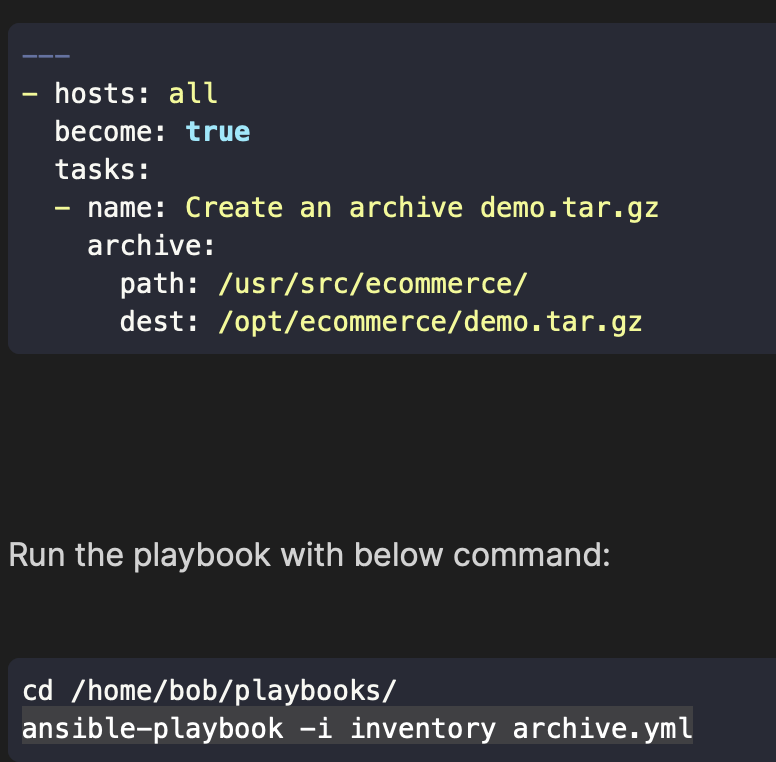 ---
- hosts: all
  become: true
  tasks:
  - name: Create an archive demo.tar.gz
    archive:
      path: /usr/src/ecommerce/
      dest: /opt/ecommerce/demo.tar.gz
Run the playbook with below command:
cd /home/bob/playbooks/
ansible-playbook -i inventory archive.yml